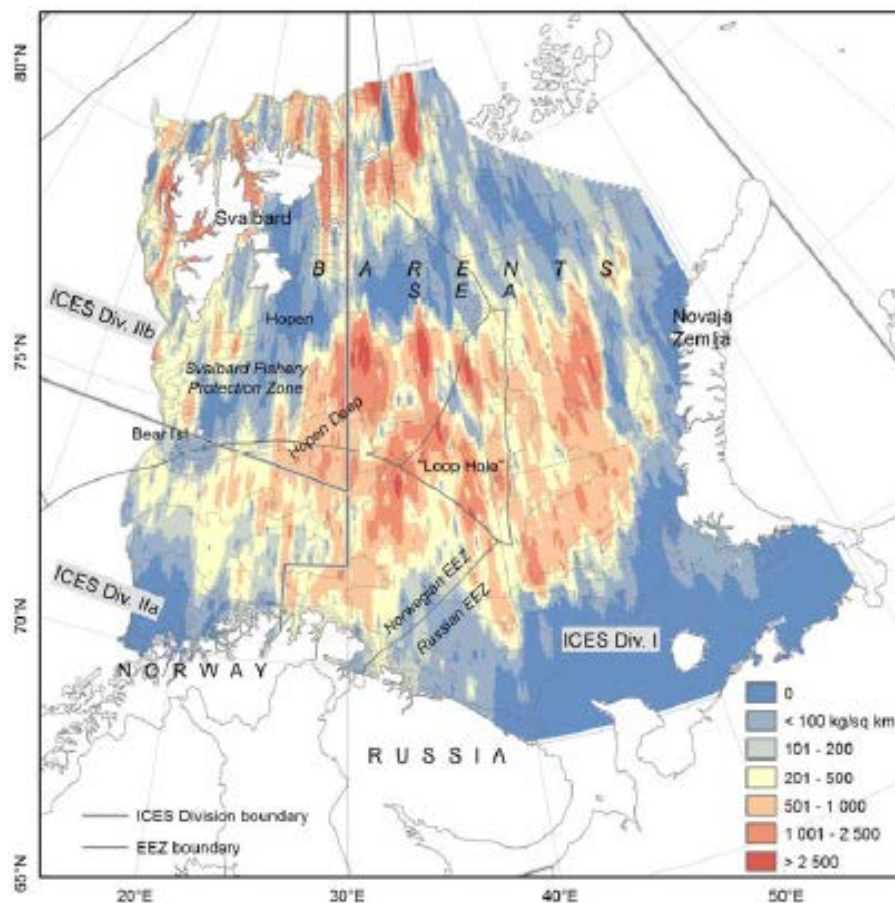 80°N
75°N
70°N
65°N
Svalbard
B A R E N T S
S E A
ICES Div. IIb
Hopen
Novaja
Zemlja
Svalbard Fishery
Protection Zone
Bear Isl
Hopen Deep
"Loop Hole"
ICES Div. IIa
Norwegian EEZ
Russian EEZ
ICES Div. I
N O R W A Y
R U S S I A
0
< 100 kg/sq km
101 - 200
201 - 500
501 - 1 000
1 001 - 2 500
> 2 500
ICES Division boundary
EEZ boundary
20°E
30°E
40°E
50°E